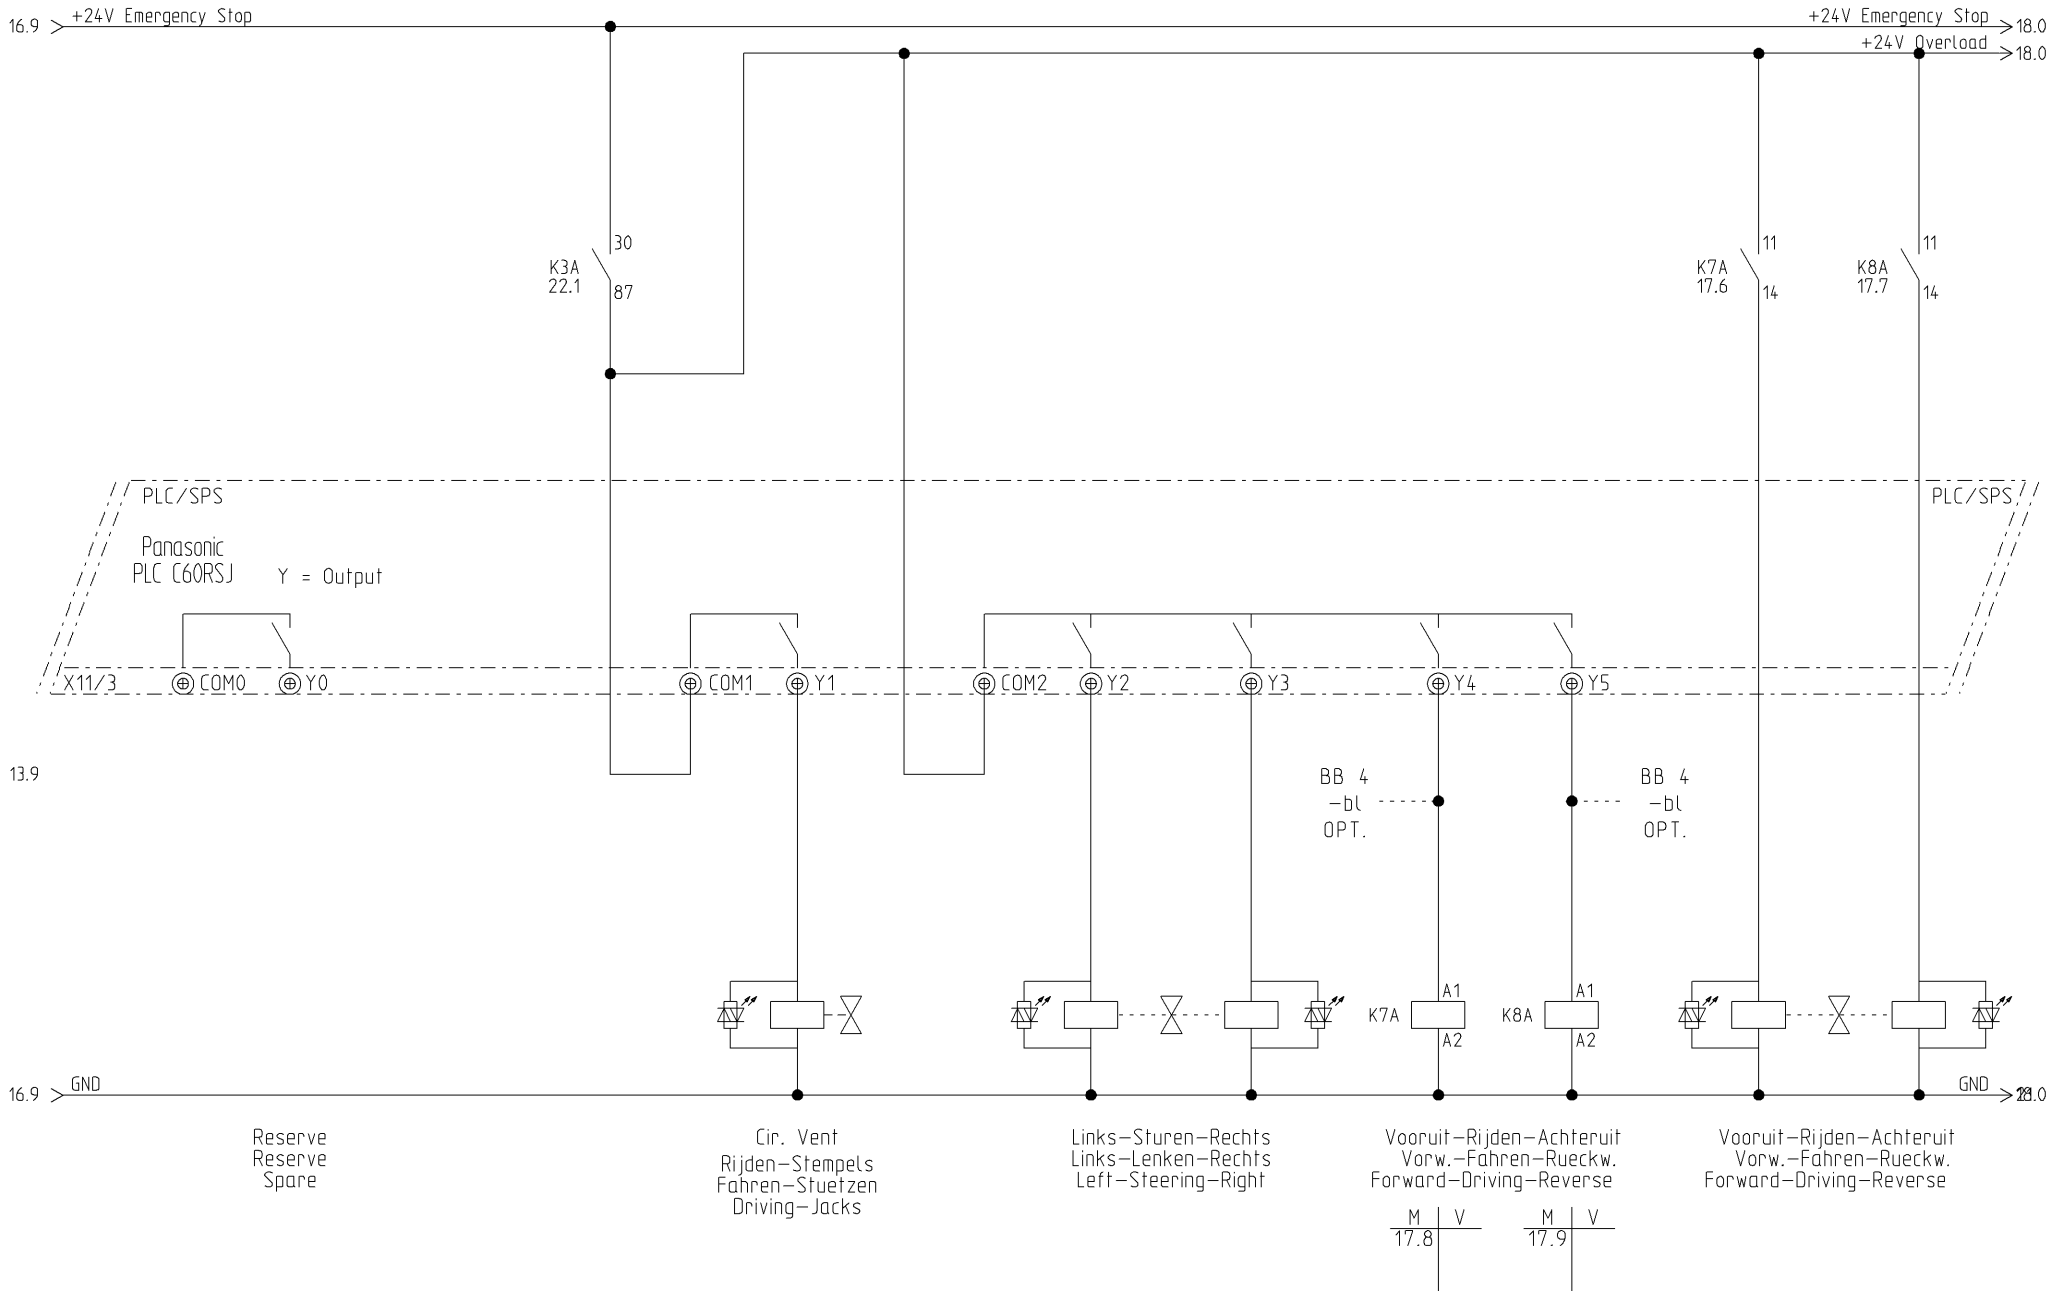 16.9 +24V Emergency Stop
+24V Emergency Stop 18.0
+24V Overload 18.0
30
K3A
22.1
87
11
K7A
17.6
14
11
K8A
17.7
14
PLC/SPS
PLC/SPS
Panasonic
PLC C60RSJ
Y = Output
X11/3
COM0
Y0
COM1
Y1
COM2
Y2
Y3
Y4
Y5
13.9
BB 4
-bl
OPT.
BB 4
-bl
OPT.
A1
K7A
A2
A1
K8A
A2
16.9 GND
GND
Reserve
Reserve
Spare
Cir. Vent
Rijden-Stempels
Fahren-Stuetzen
Driving-Jacks
Links-Sturen-Rechts
Links-Lenken-Rechts
Left-Steering-Right
Vooruit-Rijden-Achteruit
Vorw.-Fahren-Rueckw.
Forward-Driving-Reverse
Vooruit-Rijden-Achteruit
Vorw.-Fahren-Rueckw.
Forward-Driving-Reverse
M V
17.8
M V
17.9